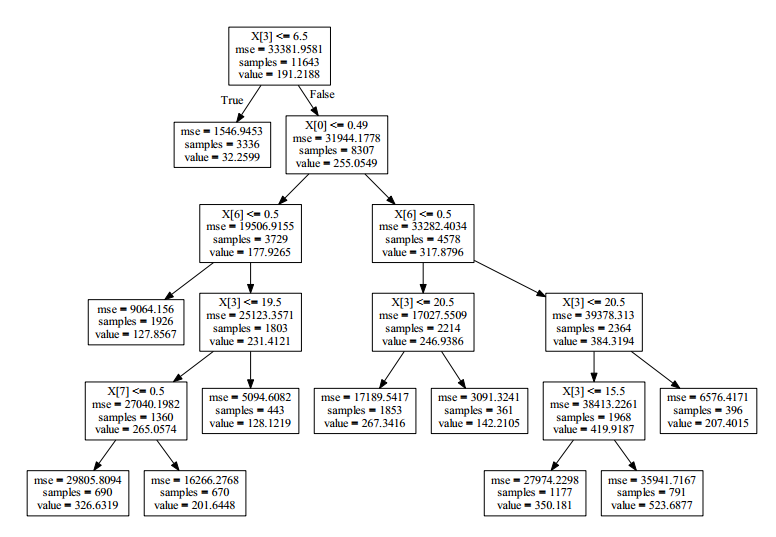 X[3] <= 6.5
mse = 33381.9581
samples = 11643
value = 191.2188
True
False
mse = 1546.9453
samples = 3336
value = 32.2599
X[0] <= 0.49
mse = 31944.1778
samples = 8307
value = 255.0549
X[6] <= 0.5
mse = 19506.9155
samples = 3729
value = 177.9265
X[6] <= 0.5
mse = 33282.4034
samples = 4578
value = 317.8796
mse = 9064.156
samples = 1926
value = 127.8567
X[3] <= 19.5
mse = 25123.3571
samples = 1803
value = 231.4121
X[3] <= 20.5
mse = 17027.5509
samples = 2214
value = 246.9386
X[3] <= 20.5
mse = 39378.313
samples = 2364
value = 384.3194
X[7] <= 0.5
mse = 27040.1982
samples = 1360
value = 265.0574
mse = 5094.6082
samples = 443
value = 128.1219
mse = 17189.5417
samples = 1853
value = 267.3416
mse = 3091.3241
samples = 361
value = 142.2105
X[3] <= 15.5
mse = 38413.2261
samples = 1968
value = 419.9187
mse = 6576.4171
samples = 396
value = 207.4015
mse = 29805.8094
samples = 690
value = 326.6319
mse = 16266.2768
samples = 670
value = 201.6448
mse = 27974.2298
samples = 1177
value = 350.181
mse = 35941.7167
samples = 791
value = 523.6877